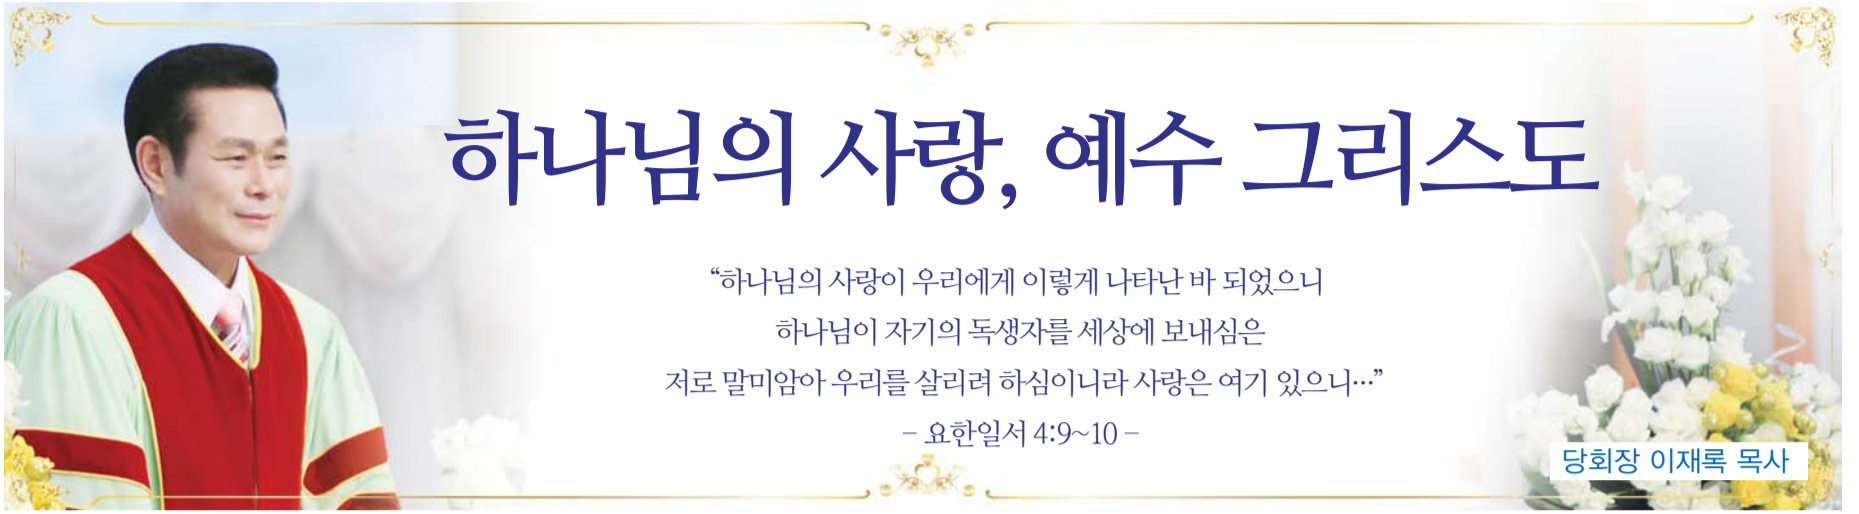 하나님의 사랑, 예수 그리스도
“하나님의 사랑이 우리에게 이렇게 나타난 바 되었으니
하나님이 자기의 독생자를 세상에 보내심은
저로 말미암아 우리를 살리려 하심이니라 사랑은 여기 있으니…”
– 요한일서 4:9~10 –
당회장 이재록 목사